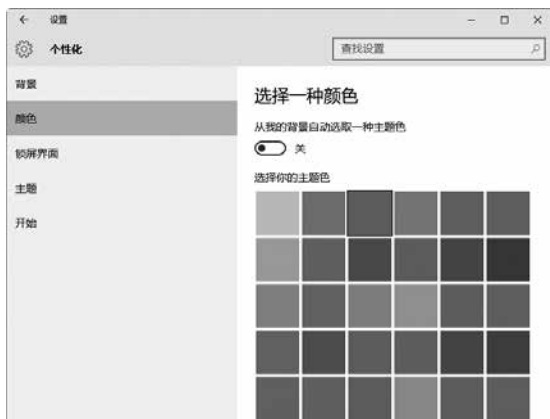 设置
个性化
查找设置
背景
颜色
锁屏界面
主题
开始
选择一种颜色
从我的背景自动选取一种主题色
关
选择你的主题色